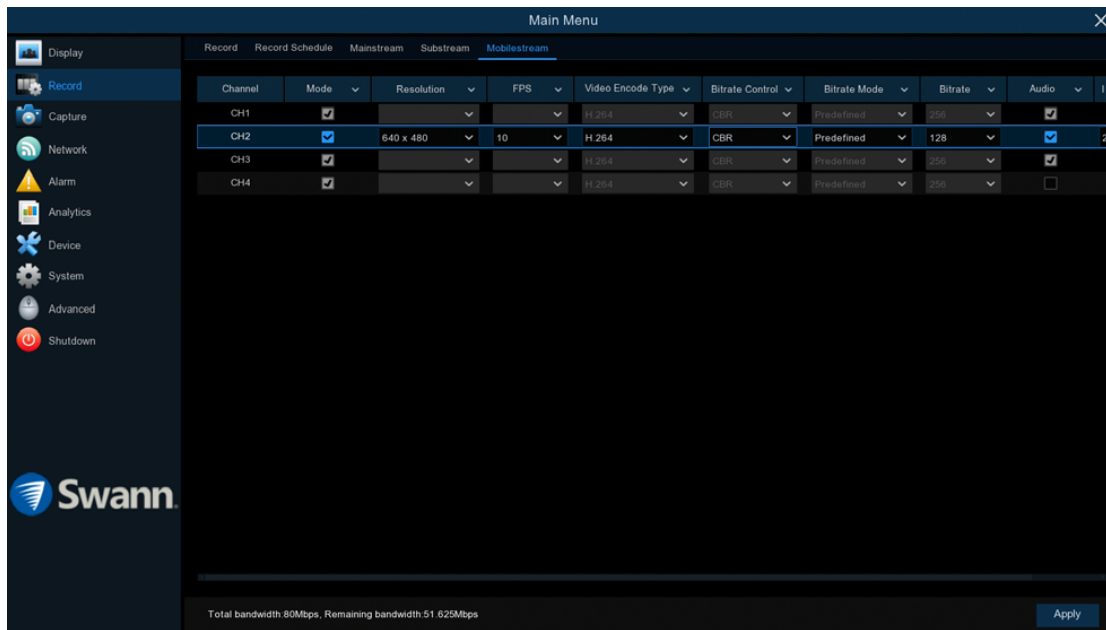 Main Menu
Display
Record
Capture
Network
Alarm
Analytics
Device
System
Advanced
Shutdown
Swann.
Record Record Schedule Mainstream Substream Mobilestream
Channel Mode Resolution FPS Video Encode Type Bitrate Control Bitrate Mode Bitrate Audio
CH1 H.264 CBR Predefined 256
CH2 640 x 480 10 H.264 CBR Predefined 128
CH3 H.264 CBR Predefined 256
CH4 H.264 CBR Predefined 256
Total bandwidth:80Mbps, Remaining bandwidth:51.625Mbps
Apply